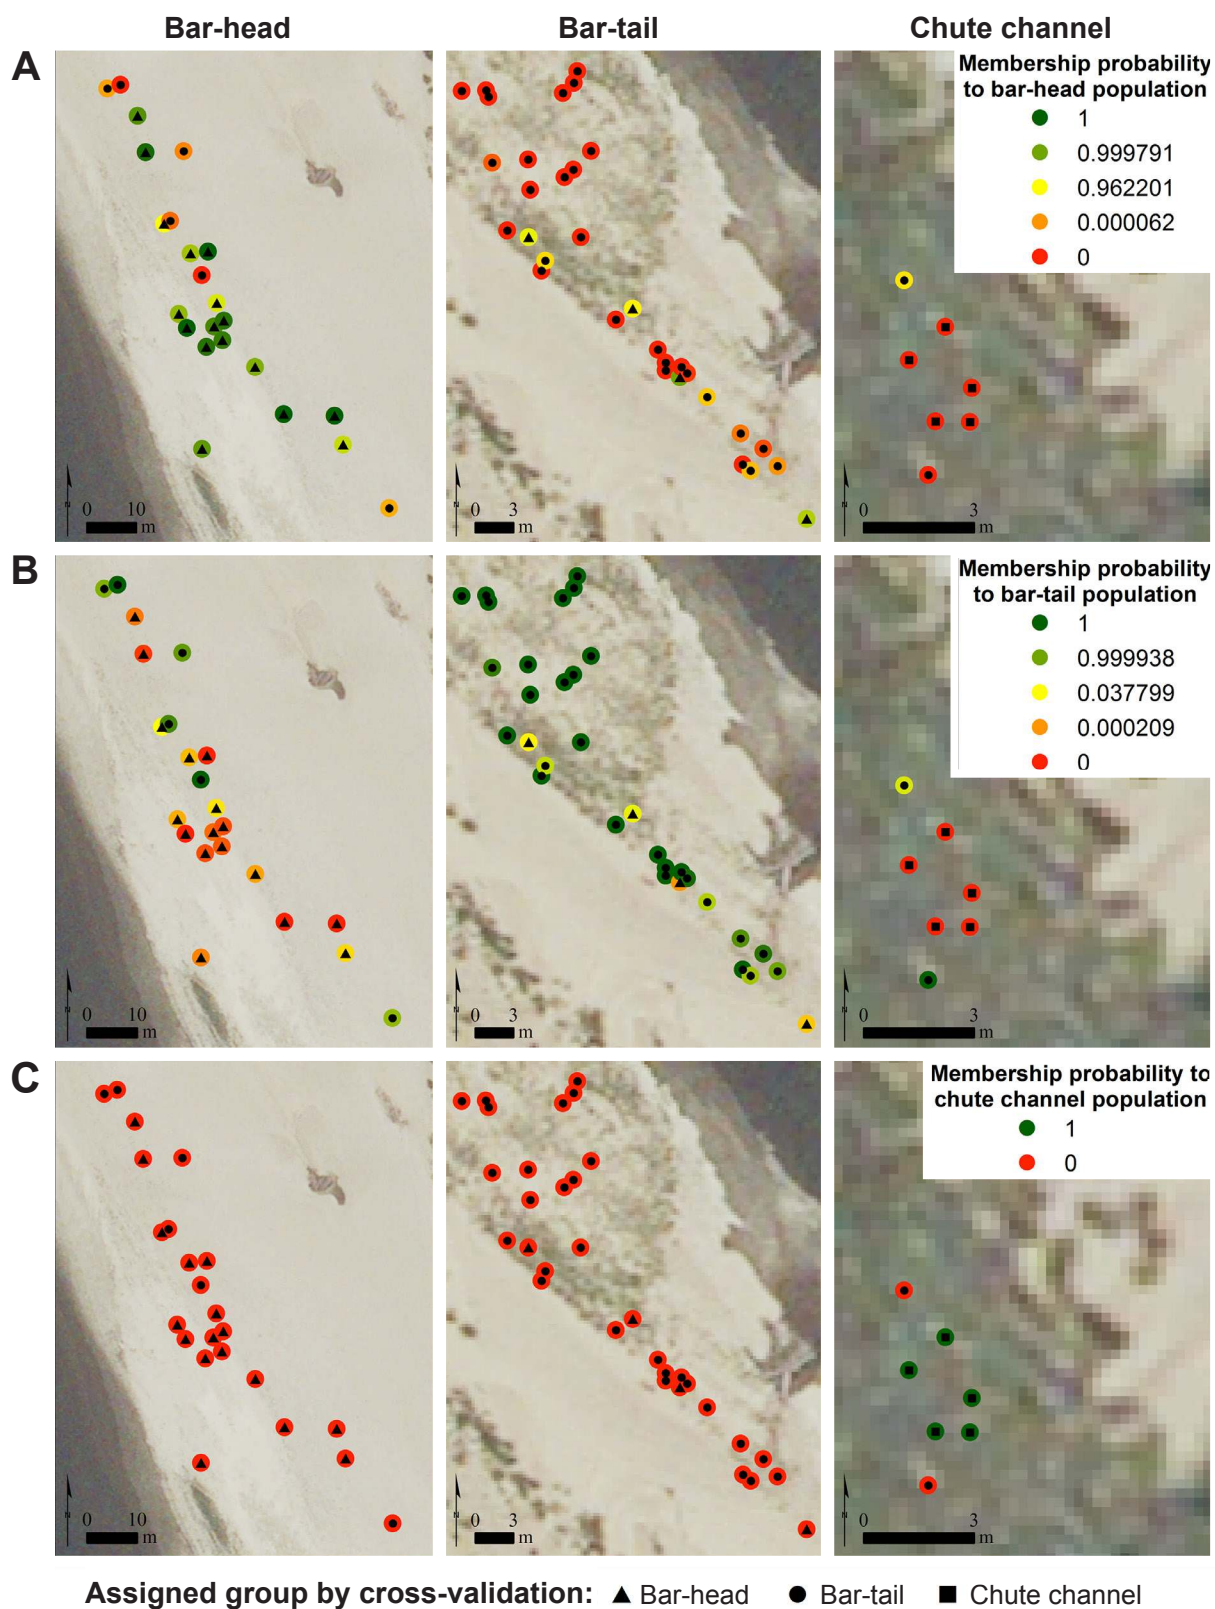 Bar-head Bar-tail Chute channel
A
Membership probability
to bar-head population
1
0.999791
0.962201
0.000062
0
N 0 10 m
N 0 3 m
0 3 m
B
Membership probability
to bar-tail population
1
0.999938
0.037799
0.000209
0
N 0 10 m
N 0 3 m
0 3 m
C
Membership probability to
chute channel population
1
0
N 0 10 m
N 0 3 m
0 3 m
Assigned group by cross-validation: Bar-head Bar-tail Chute channel